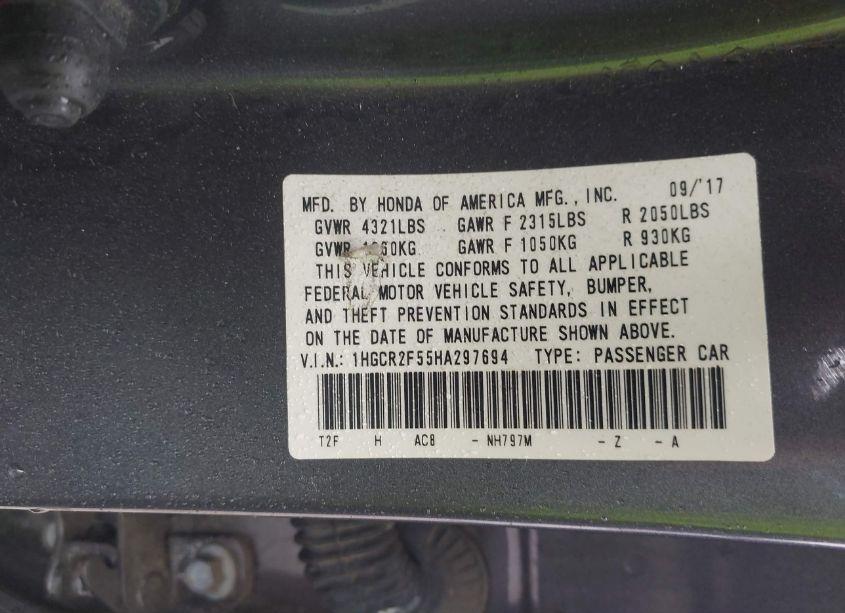 MFD. BY HONDA OF AMERICA MFG., INC. 09/'17
GVWR 4321LBS GAWR F 2315LBS R 2050LBS
GVWR KG GAWR F 1050KG R 930KG
THIS VEHICLE CONFORMS TO ALL APPLICABLE
FEDERAL MOTOR VEHICLE SAFETY, BUMPER,
AND THEFT PREVENTION STANDARDS IN EFFECT
ON THE DATE OF MANUFACTURE SHOWN ABOVE.
V.I.N.: 1HGCR2F55HA297694 TYPE: PASSENGER CAR
T2F H AC8 - NH797M - Z - A